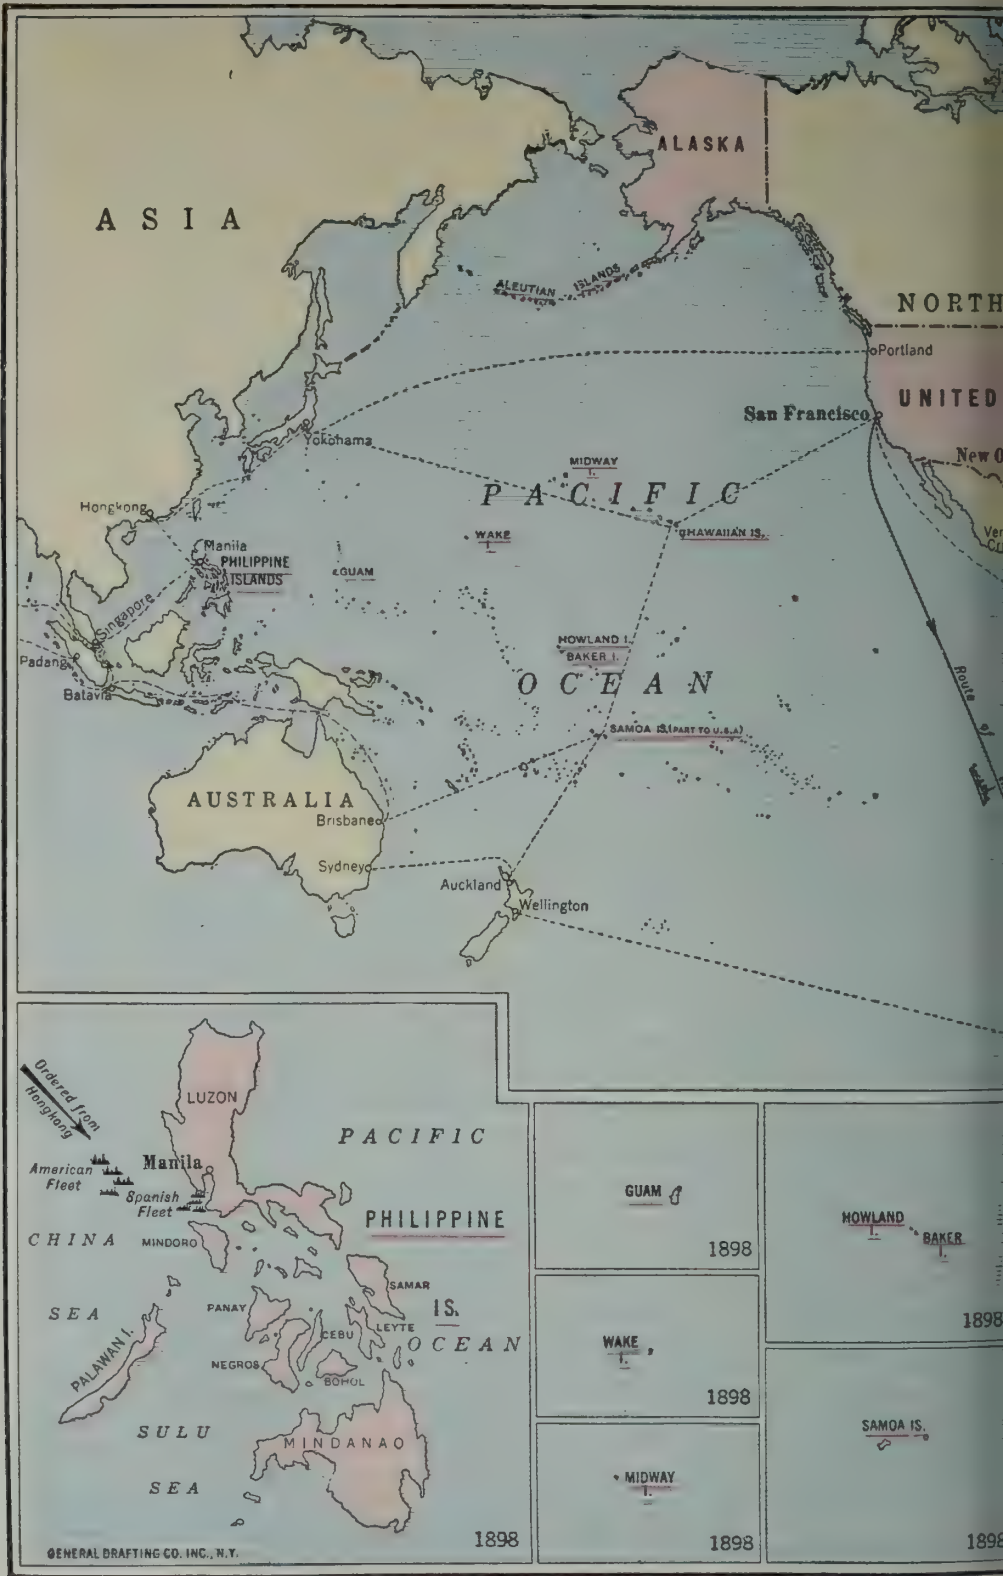 ALASKA
ASIA
ALEUTIAN ISLANDS
NORTH
Portland
UNITED
San Francisco
Yokohama
New O
MIDWAY
I.
PACIFIC
Hongkong
WAKE
I.
HAWAIIAN IS.
Ver
Cru
Manila
PHILIPPINE
ISLANDS
GUAM
Singapore
HOWLAND I.
BAKER I.
Padang
Batavia
OCEAN
Route of
SAMOA IS. (PART TO U.S.A)
AUSTRALIA
Brisbane
Sydney
Auckland
Wellington
Ordered from
Hongkong
LUZON
PACIFIC
American
Fleet
Manila
Spanish
Fleet
PHILIPPINE
CHINA
MINDORO
SAMAR
SEA
PANAY
IS.
LEYTE
CEBU
OCEAN
PALAWAN I.
NEGROS
BOHOL
SULU
MINDANAO
SEA
1898
GENERAL DRAFTING CO. INC., N.Y.
GUAM
1898
WAKE
I.
1898
MIDWAY
I.
1898
HOWLAND
I.
BAKER
I.
1898
SAMOA IS.
1898